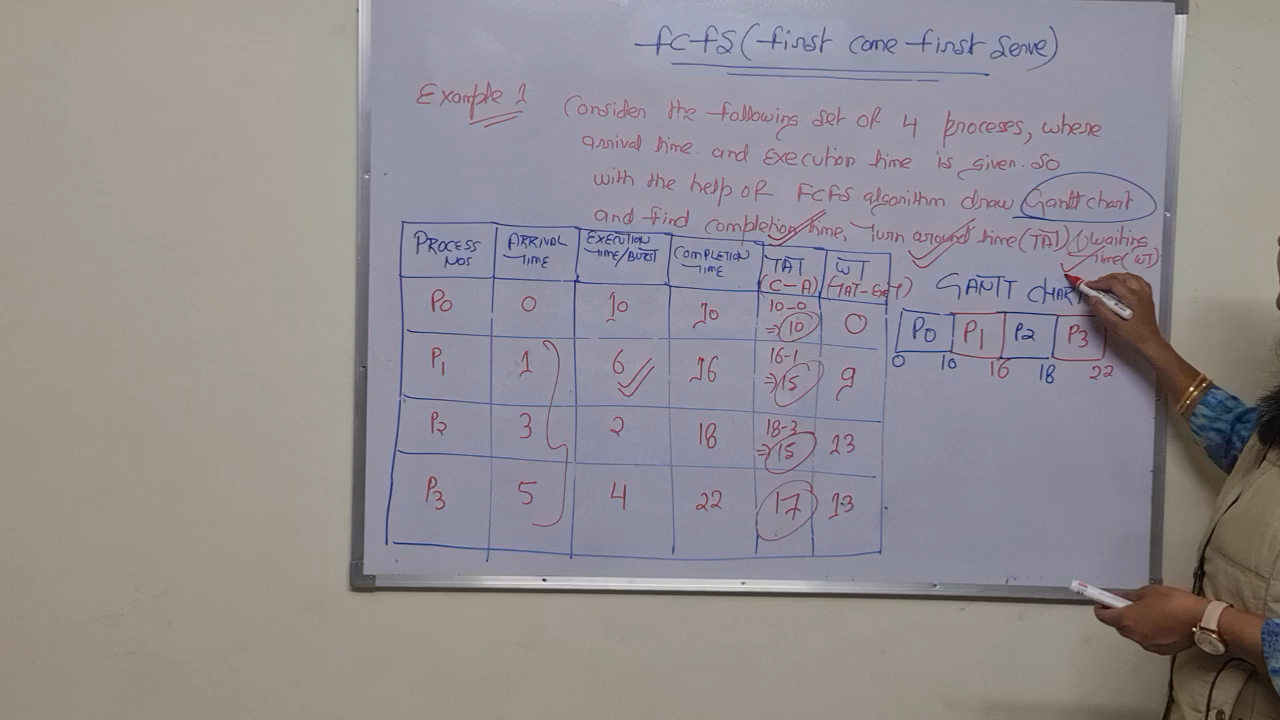 FCFS (first come first serve)
Example 1 Consider the following set of 4 proceses, where
arrival time and execution time is given. So
with the help of FCFS algorithm draw Gantt chart
and find completion time, Turn around time (TAT), waiting
time (WT)
PROCESS NOS ARRIVAL TIME EXECUTION TIME/BURST COMPLETION TIME TAT (C-A) WT
P0 0 10 10 10-0 ⇒10 0
P1 1 6 16 16-1 ⇒15 9
P2 3 2 18 18-3 ⇒15 13
P3 5 4 22 17 13
GANTT CHART
P0 P1 P2 P3
0 10 16 18 22